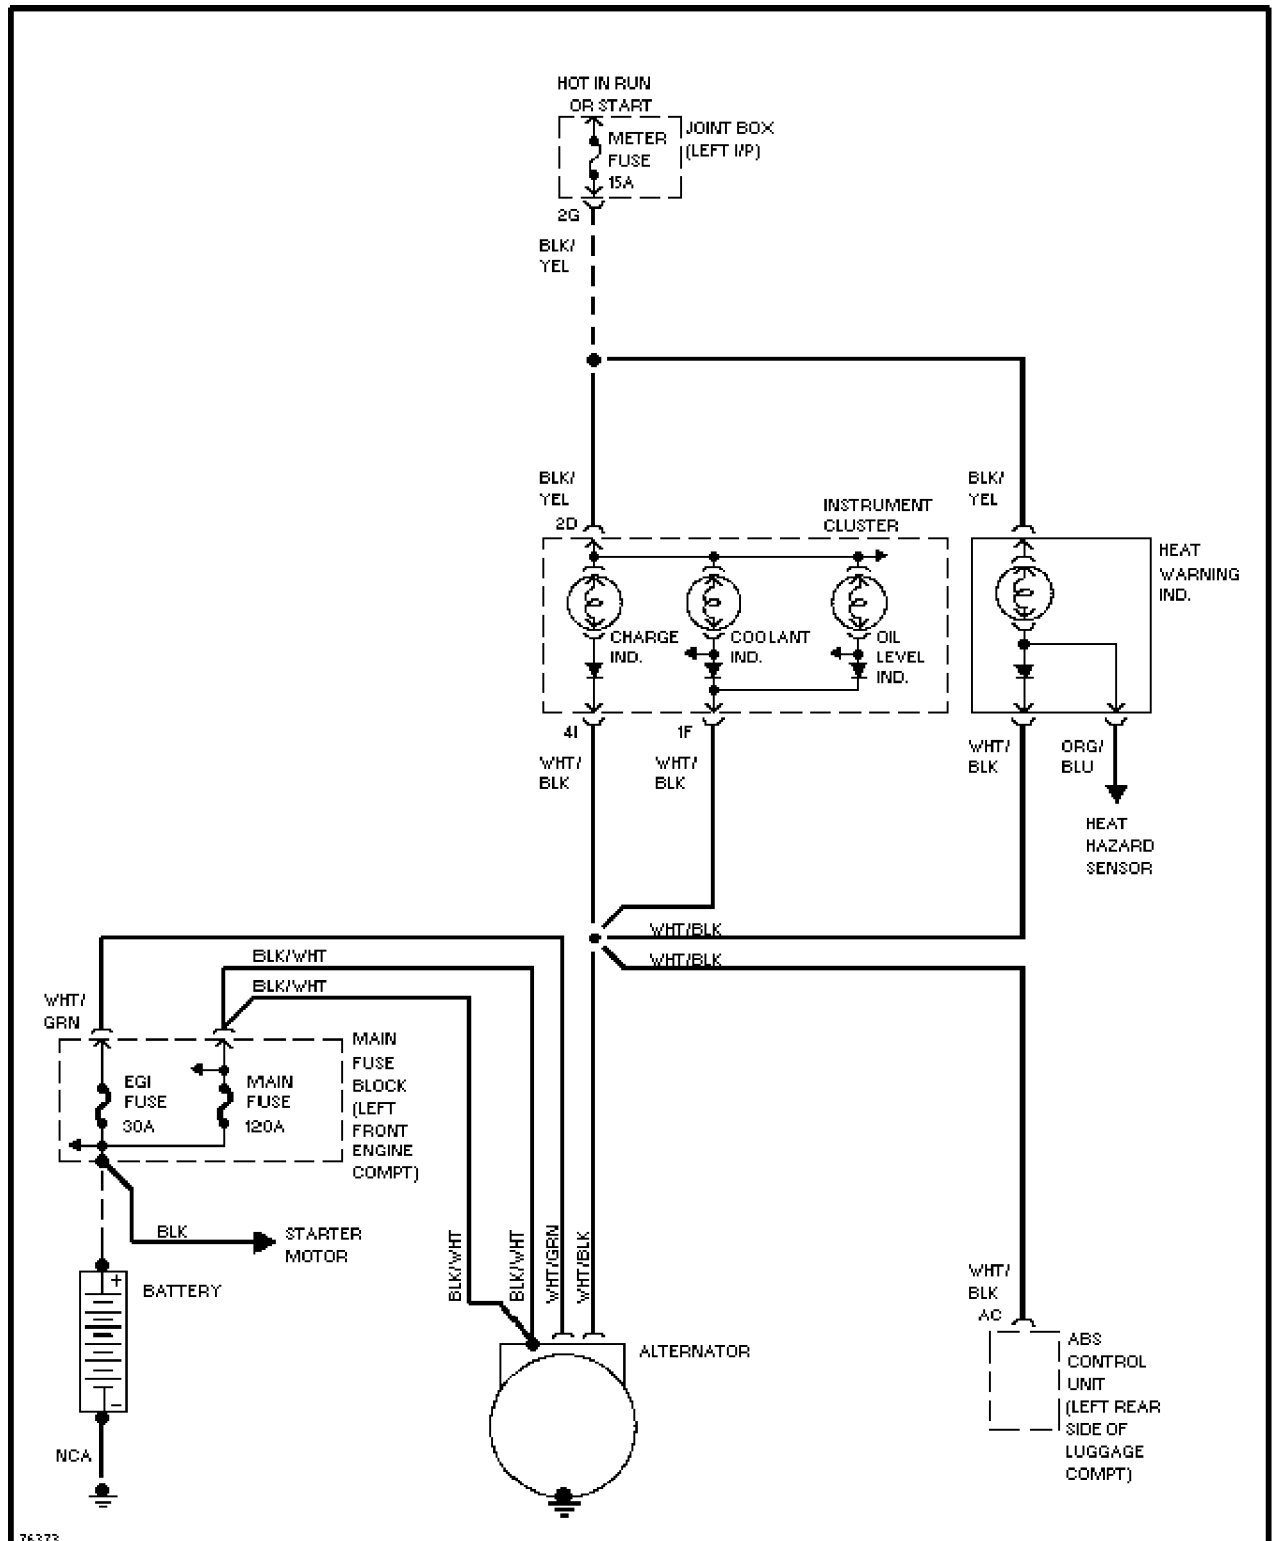 HOT IN RUN
OR START
METER
FUSE
15A
JOINT BOX
(LEFT I/P)
2G
BLK/
YEL
BLK/
YEL
2D
BLK/
YEL
INSTRUMENT
CLUSTER
HEAT
WARNING
IND.
CHARGE
IND.
COOLANT
IND.
OIL
LEVEL
IND.
4I
1F
WHT/
BLK
WHT/
BLK
WHT/
BLK
ORG/
BLU
HEAT
HAZARD
SENSOR
WHT/BLK
WHT/BLK
BLK/WHT
BLK/WHT
WHT/
GRN
MAIN
FUSE
BLOCK
(LEFT
FRONT
ENGINE
COMPT)
EGI
FUSE
30A
MAIN
FUSE
120A
BLK
STARTER
MOTOR
BLK/WHT
BLK/WHT
WHT/GRN
WHT/BLK
+
BATTERY
-
NCA
ALTERNATOR
WHT/
BLK
AC
ABS
CONTROL
UNIT
(LEFT REAR
SIDE OF
LUGGAGE
COMPT)
76373